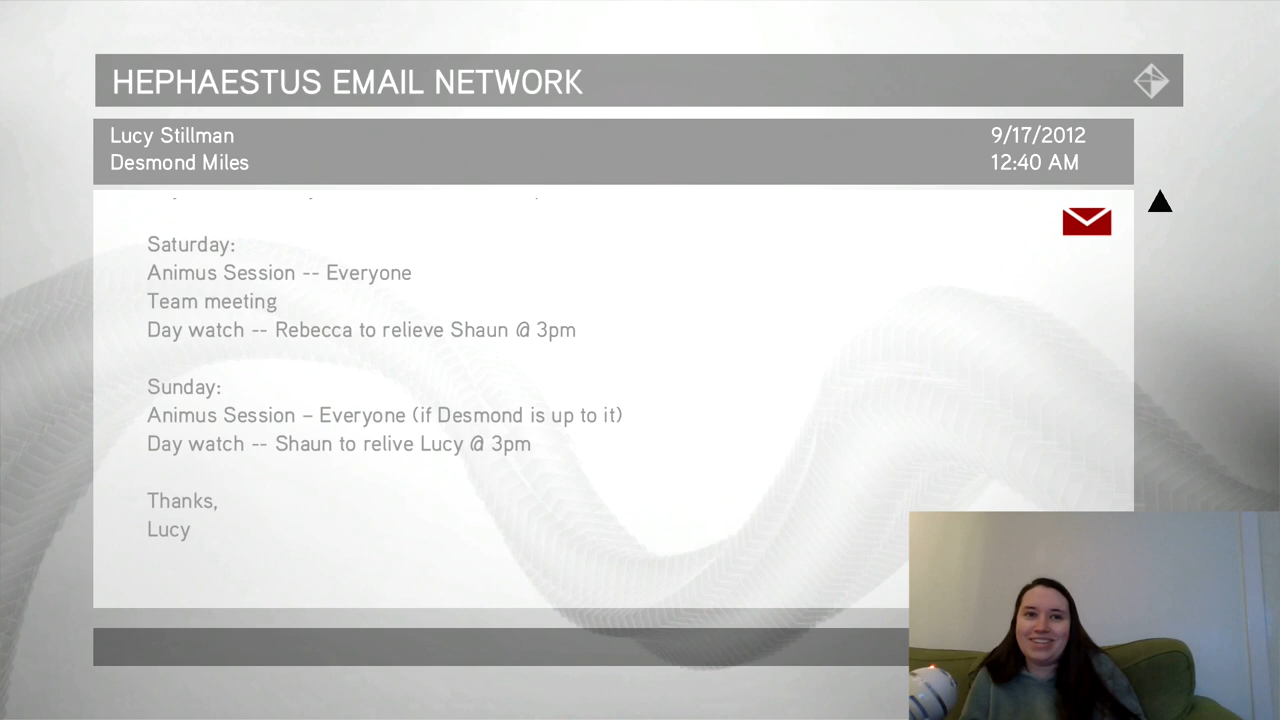 HEPHAESTUS EMAIL NETWORK
Lucy Stillman
9/17/2012
Desmond Miles
12:40 AM
Saturday:
Animus Session -- Everyone
Team meeting
Day watch -- Rebecca to relieve Shaun @ 3pm
Sunday:
Animus Session – Everyone (if Desmond is up to it)
Day watch -- Shaun to relive Lucy @ 3pm
Thanks,
Lucy